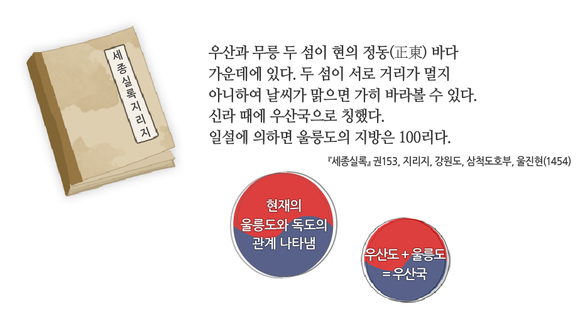 세종실록지리지
우산과 무릉 두 섬이 현의 정동(正東) 바다
가운데에 있다. 두 섬이 서로 거리가 멀지
아니하여 날씨가 맑으면 가히 바라볼 수 있다.
신라 때에 우산국으로 칭했다.
일설에 의하면 울릉도의 지방은 100리다.
『세종실록』 권153, 지리지, 강원도, 삼척도호부, 울진현(1454)
현재의
울릉도와 독도의
관계 나타냄
우산도 + 울릉도
= 우산국